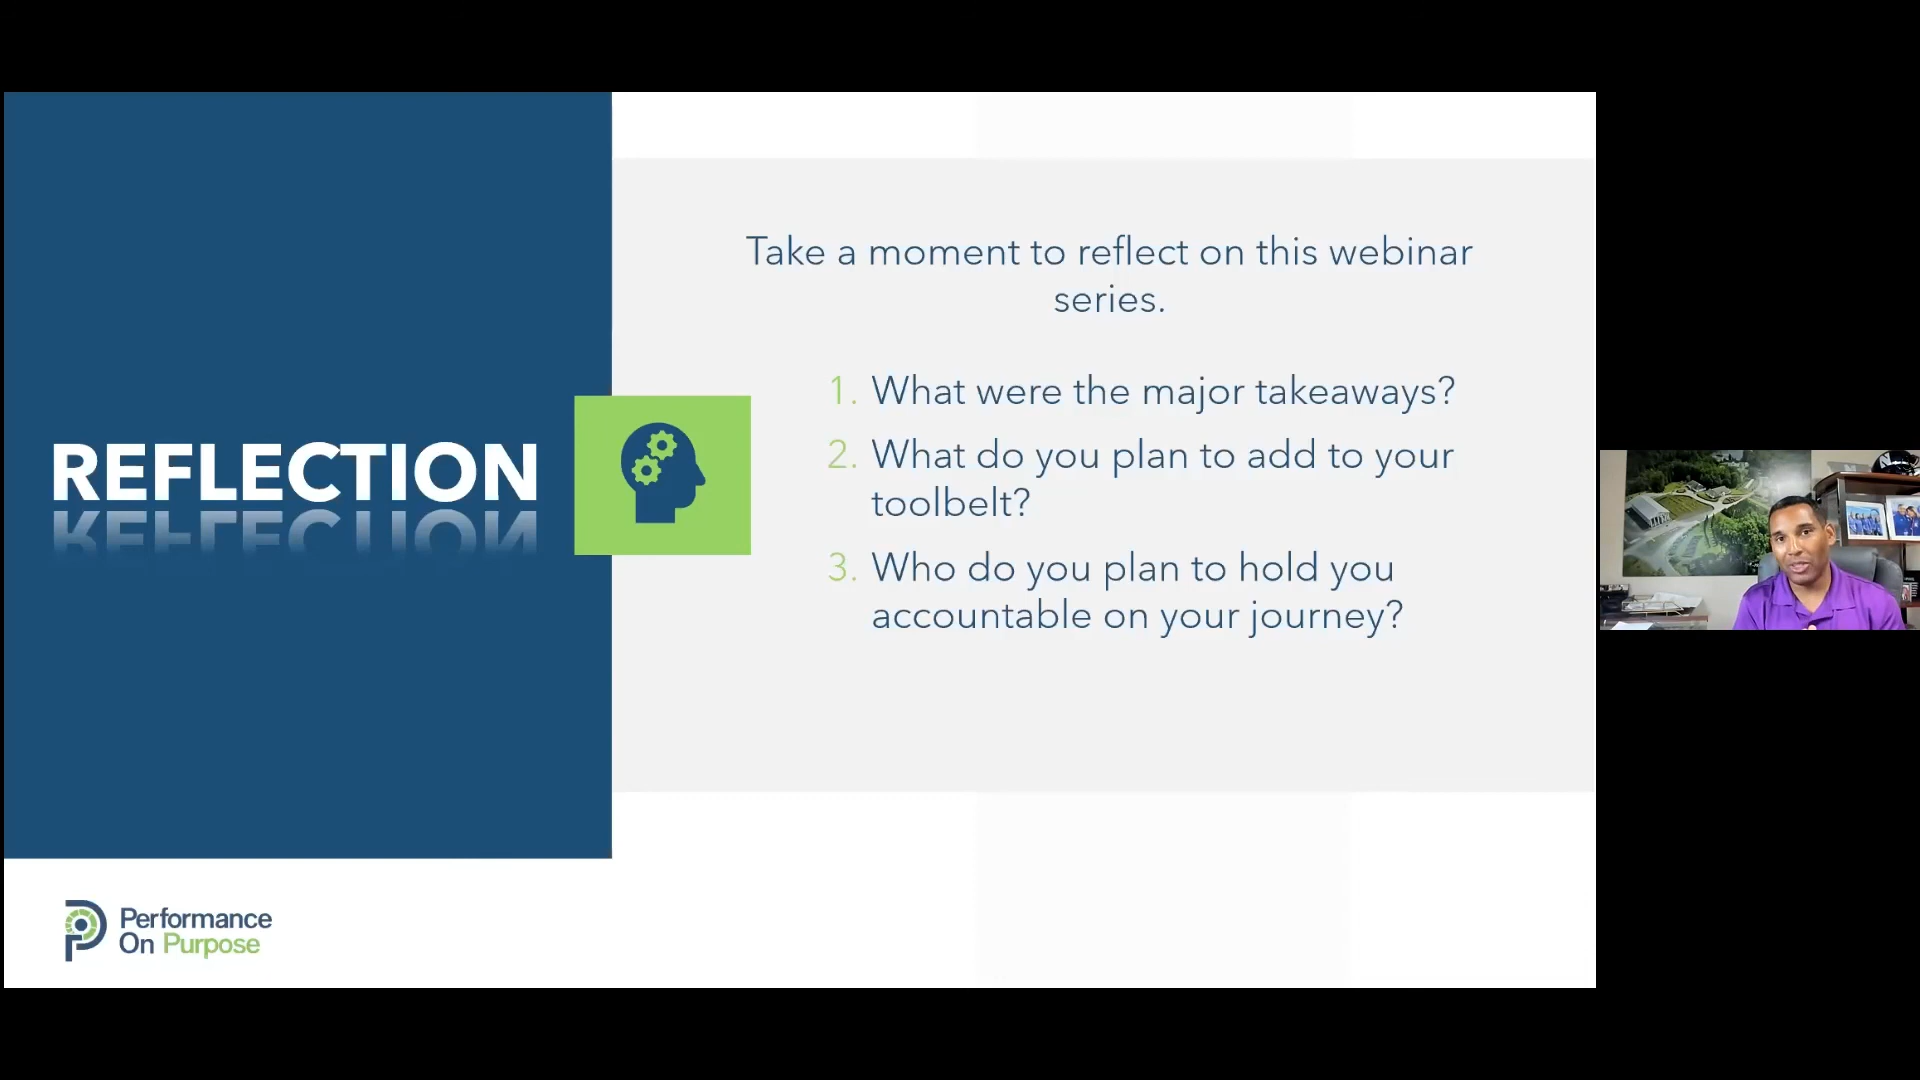 REFLECTION
Take a moment to reflect on this webinar
series.
1. What were the major takeaways?
2. What do you plan to add to your
toolbelt?
3. Who do you plan to hold you
accountable on your journey?
Performance
On Purpose